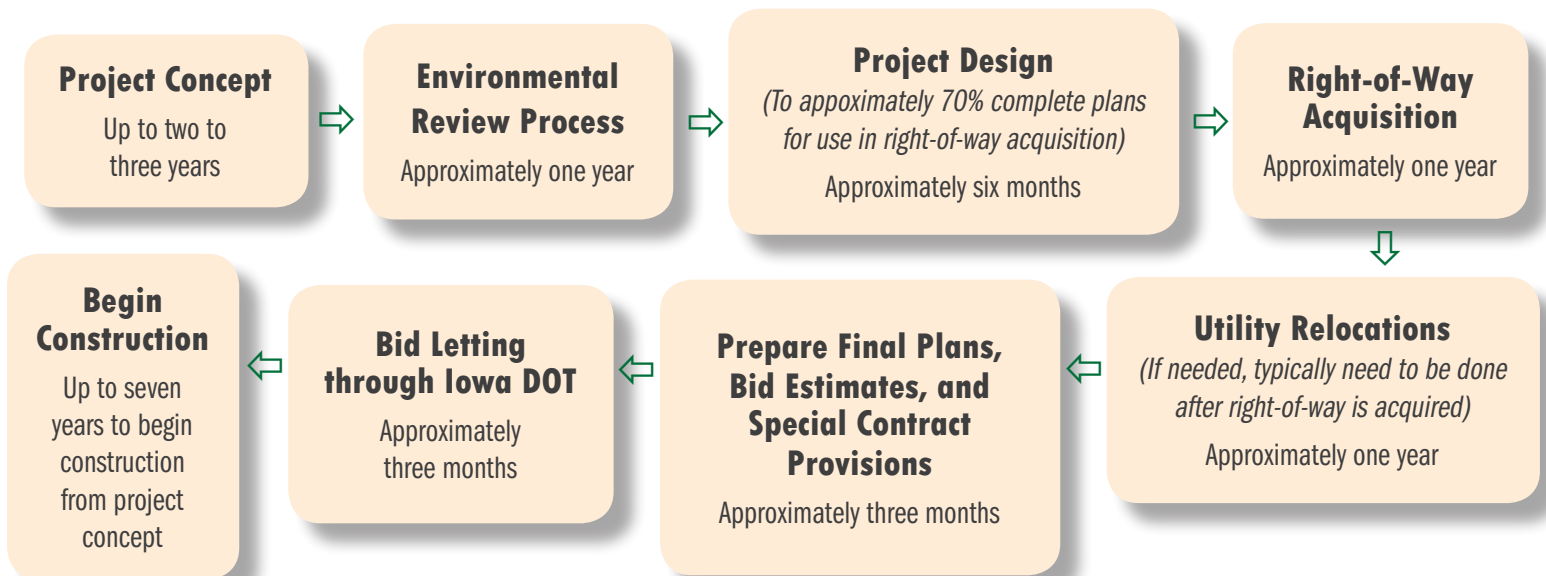 Project Concept
Up to two to
three years
Environmental
Review Process
Approximately one year
Project Design
(To appoximately 70% complete plans
for use in right-of-way acquisition)
Approximately six months
Right-of-Way
Acquisition
Approximately one year
Utility Relocations
(If needed, typically need to be done
after right-of-way is acquired)
Approximately one year
Prepare Final Plans,
Bid Estimates, and
Special Contract
Provisions
Approximately three months
Bid Letting
through Iowa DOT
Approximately
three months
Begin
Construction
Up to seven
years to begin
construction
from project
concept